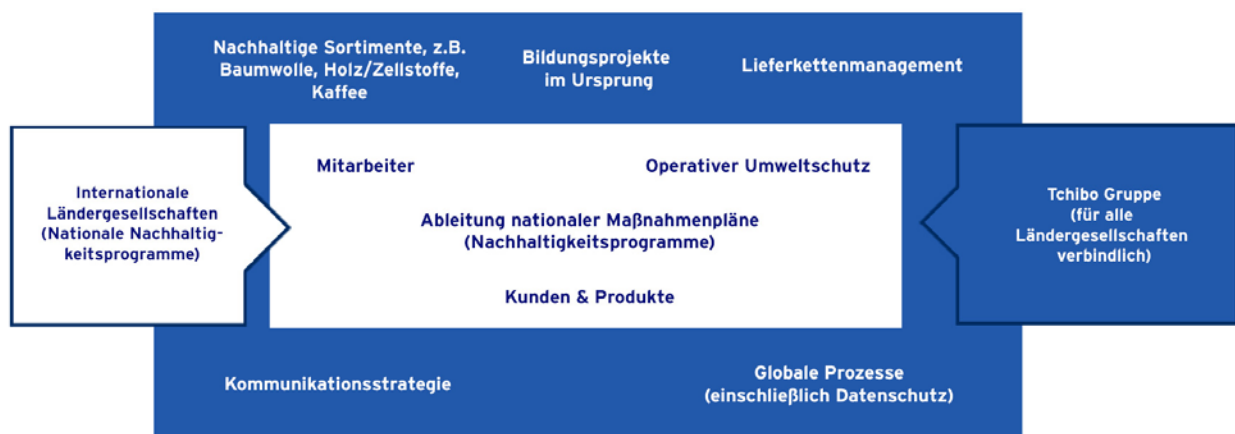 Nachhaltige Sortimente, z.B.
Baumwolle, Holz/Zellstoffe,
Kaffee
Bildungsprojekte
im Ursprung
Lieferkettenmanagement
Internationale
Ländergesellschaften
(Nationale Nachhaltig-
keitsprogramme)
Mitarbeiter
Operativer Umweltschutz
Ableitung nationaler Maßnahmenpläne
(Nachhaltigkeitsprogramme)
Kunden & Produkte
Tchibo Gruppe
(für alle
Ländergesellschaften
verbindlich)
Kommunikationsstrategie
Globale Prozesse
(einschließlich Datenschutz)